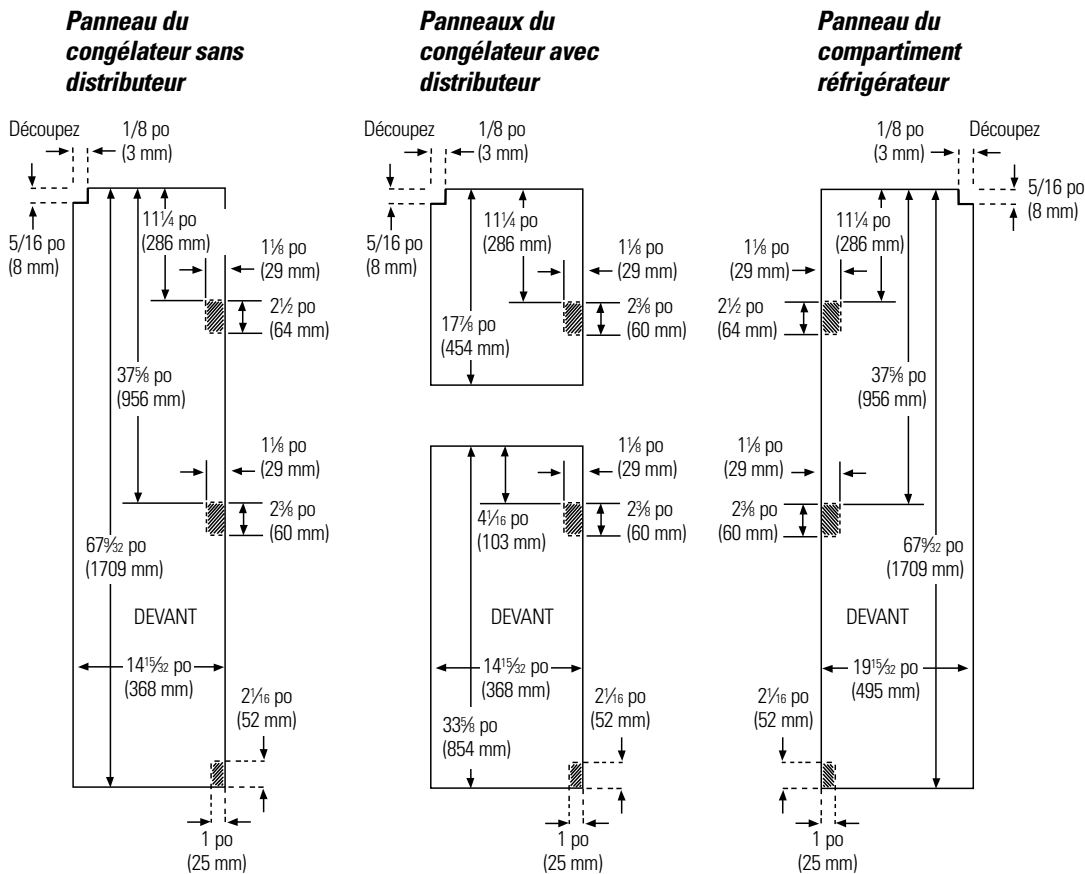 Panneau du
congélateur sans
distributeur
Découpez
1/8 po
(3 mm)
5/16 po
(8 mm)
11¼ po
(286 mm)
1⅛ po
(29 mm)
2½ po
(64 mm)
37⅝ po
(956 mm)
1⅛ po
(29 mm)
2⅜ po
(60 mm)
67⁹⁄₃₂ po
(1709 mm)
DEVANT
14¹⁵⁄₃₂ po
(368 mm)
2¹⁄₁₆ po
(52 mm)
1 po
(25 mm)
Panneaux du
congélateur avec
distributeur
Découpez
1/8 po
(3 mm)
5/16 po
(8 mm)
11¼ po
(286 mm)
1⅛ po
(29 mm)
2⅜ po
(60 mm)
17⅞ po
(454 mm)
1⅛ po
(29 mm)
4¹⁄₁₆ po
(103 mm)
2⅜ po
(60 mm)
DEVANT
14¹⁵⁄₃₂ po
(368 mm)
33⅝ po
(854 mm)
2¹⁄₁₆ po
(52 mm)
1 po
(25 mm)
Panneau du
compartiment
réfrigérateur
1/8 po
(3 mm)
Découpez
5/16 po
(8 mm)
11¼ po
(286 mm)
1⅛ po
(29 mm)
2½ po
(64 mm)
37⅝ po
(956 mm)
1⅛ po
(29 mm)
2⅜ po
(60 mm)
67⁹⁄₃₂ po
(1709 mm)
DEVANT
19¹⁵⁄₃₂ po
(495 mm)
2¹⁄₁₆ po
(52 mm)
1 po
(25 mm)